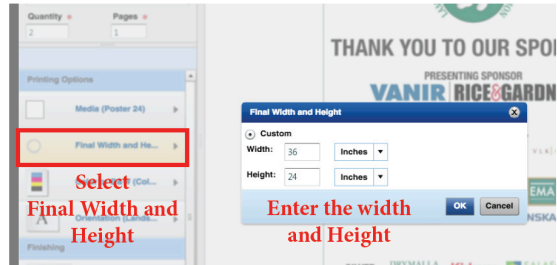 Quantity * Pages *
2 1
Printing Options
Media (Poster 24)
Final Width and He...
Select
Final Width and
Height
Orientation (Lands...
Finishing
THANK YOU TO OUR SPO
PRESENTING SPONSOR
VANIR RICE&GARDN
Final Width and Height
Custom
Width: 36 Inches
Height: 24 Inches
OK Cancel
Enter the width
and Height
EMA
NSKA